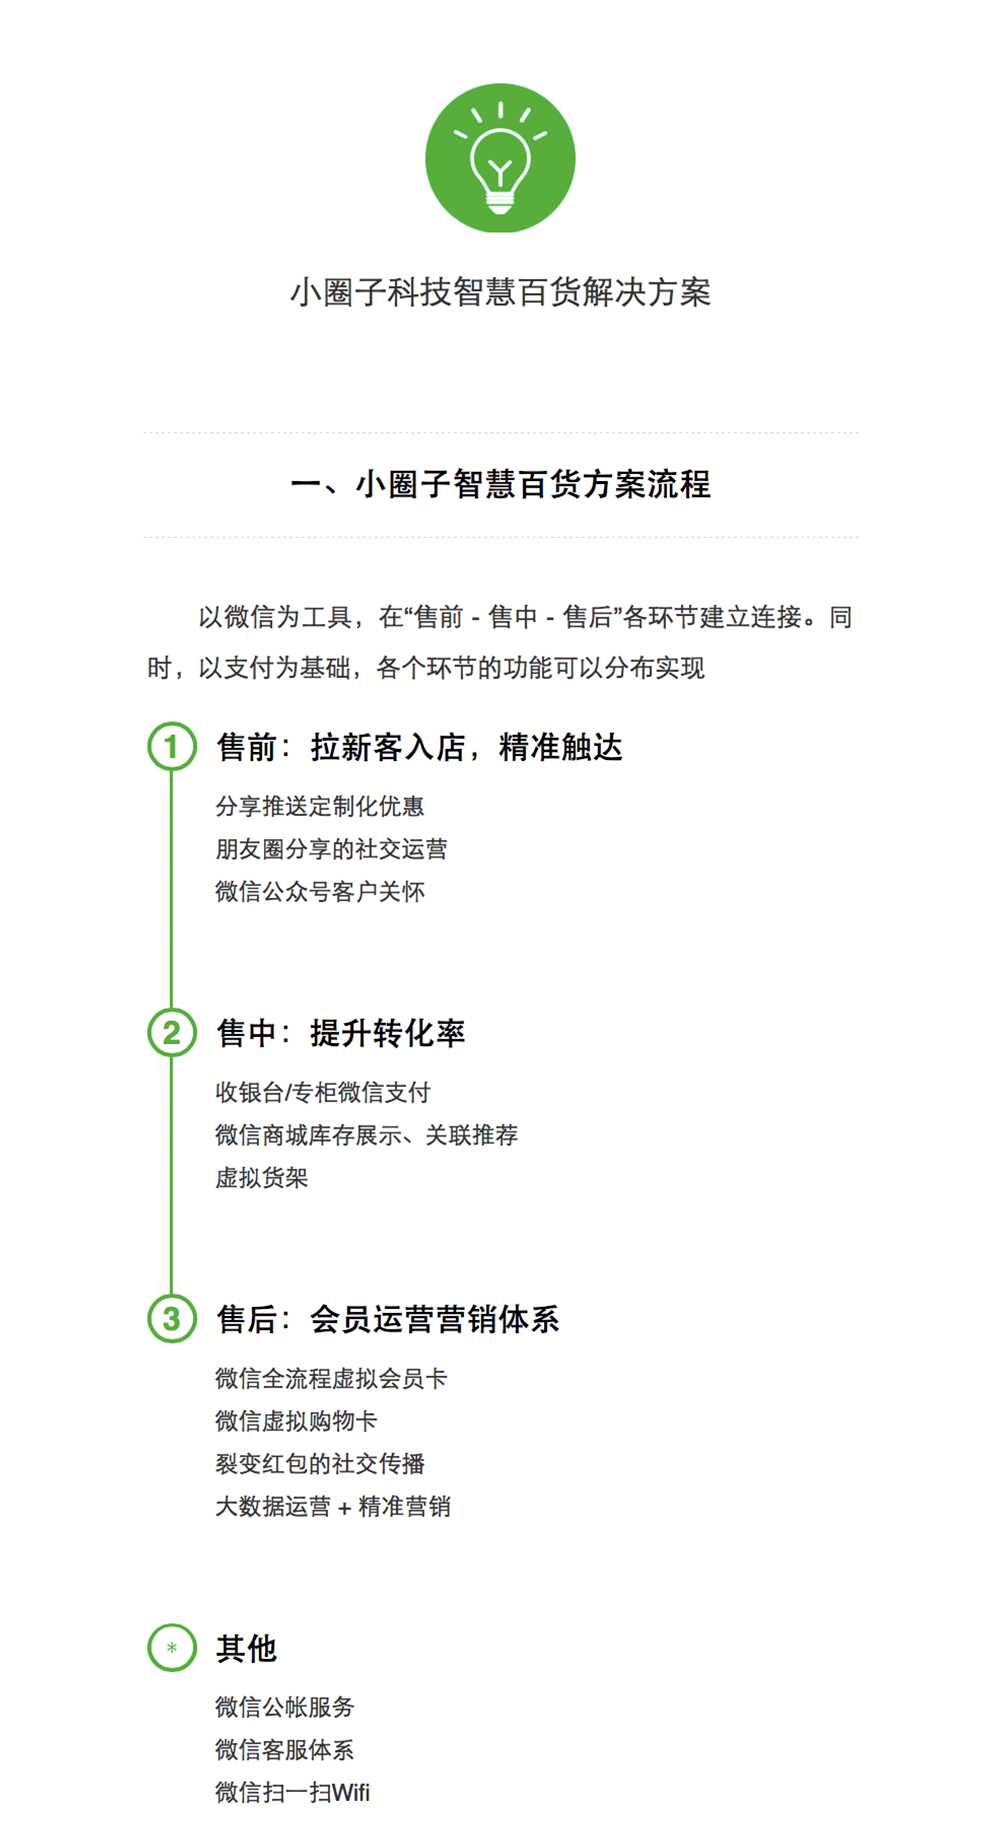 小圈子科技智慧百货解决方案
一、小圈子智慧百货方案流程
以微信为工具，在“售前 - 售中 - 售后”各环节建立连接。同
时，以支付为基础，各个环节的功能可以分布实现
1 售前：拉新客入店，精准触达
分享推送定制化优惠
朋友圈分享的社交运营
微信公众号客户关怀
2 售中：提升转化率
收银台/专柜微信支付
微信商城库存展示、关联推荐
虚拟货架
3 售后：会员运营营销体系
微信全流程虚拟会员卡
微信虚拟购物卡
裂变红包的社交传播
大数据运营 + 精准营销
* 其他
微信公帐服务
微信客服体系
微信扫一扫Wifi